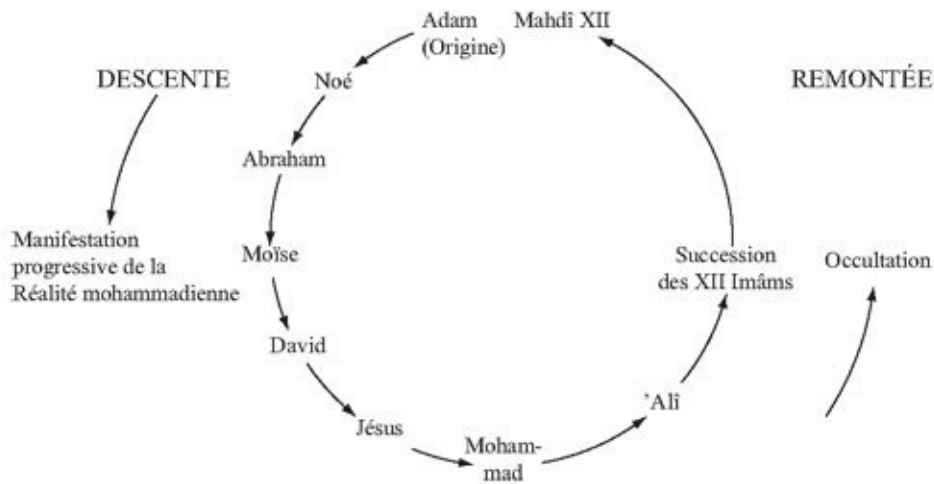 Adam
(Origine)
Mahdî XII
DESCENTE
REMONTÉE
Noé
Abraham
Manifestation
progressive de la
Réalité mohammadienne
Moïse
Succession
des XII Imâms
Occultation
David
'Alî
Jésus
Moham-
mad